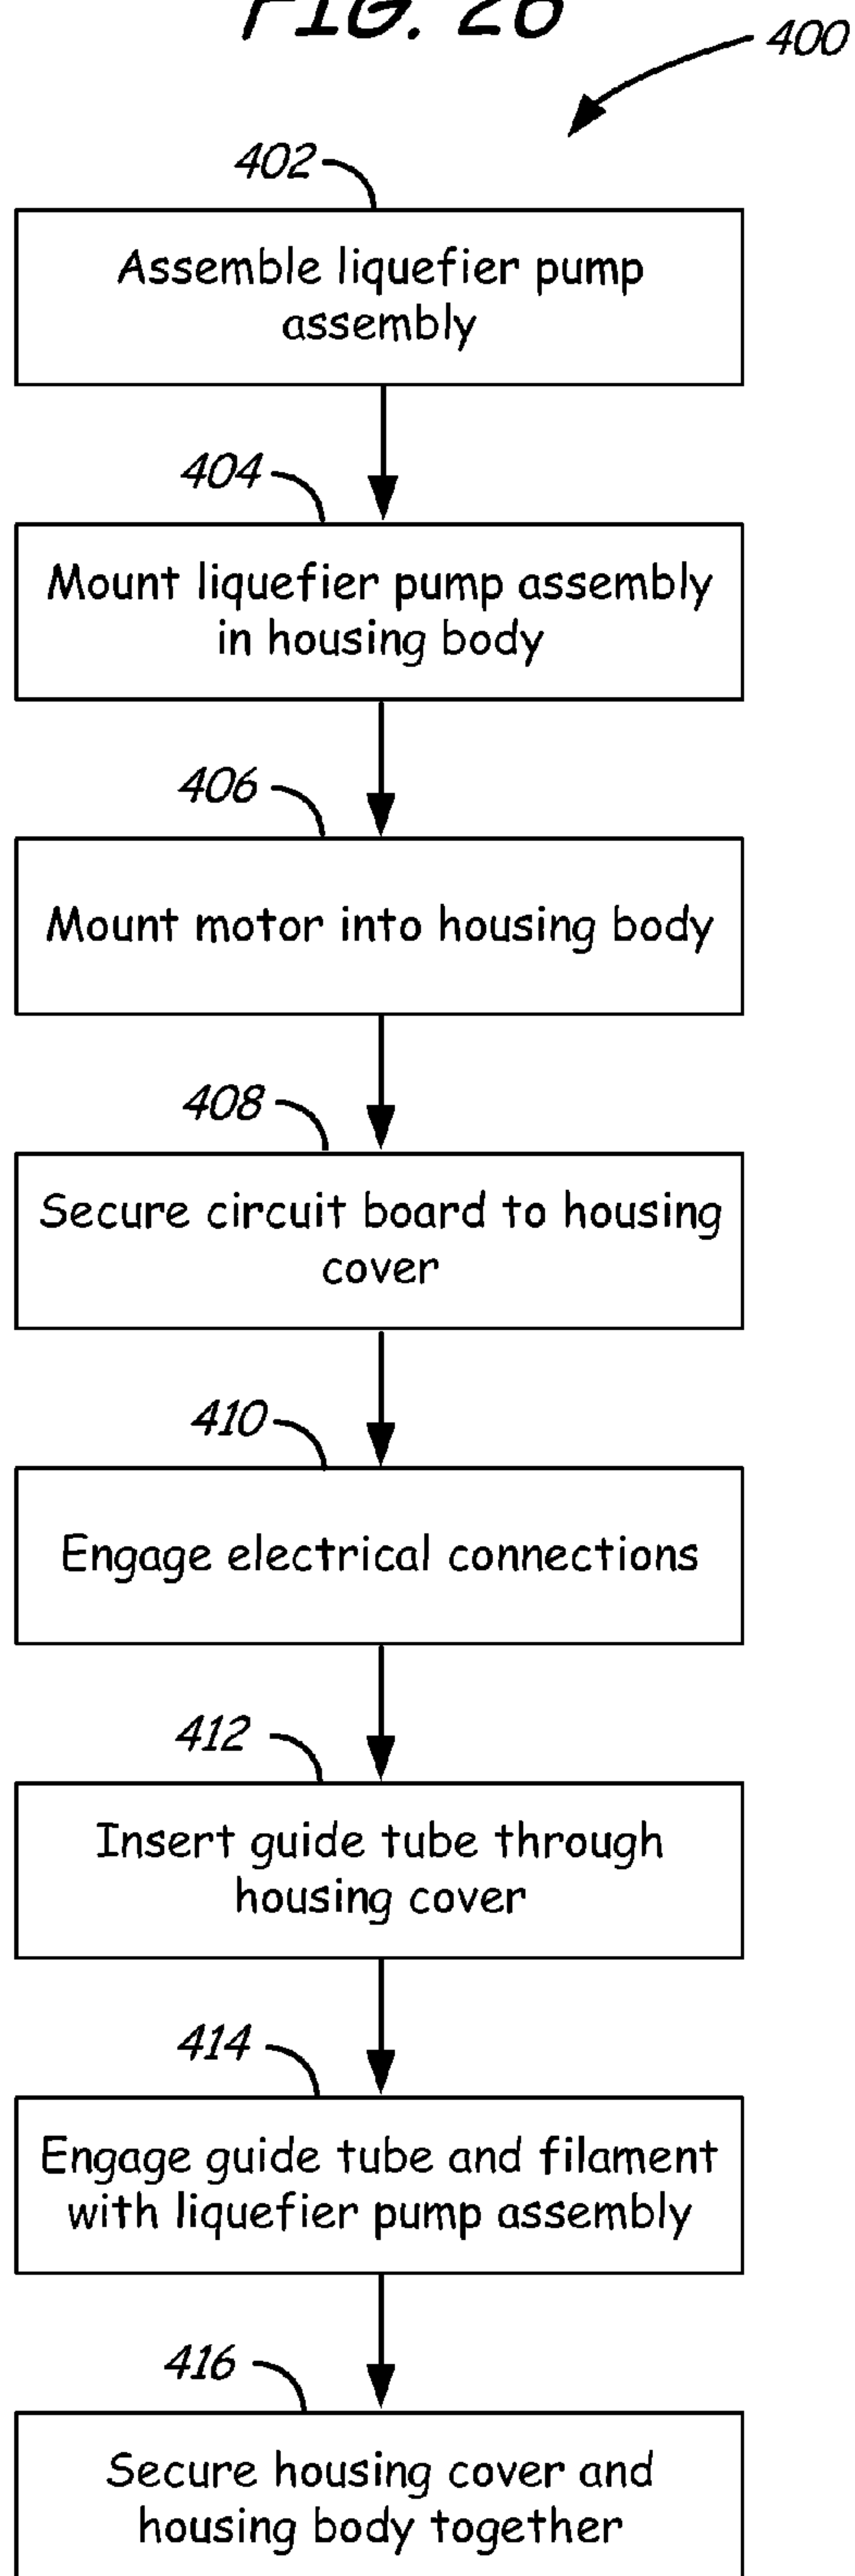 FIG. 26
400
402
Assemble liquefier pump
assembly
404
Mount liquefier pump assembly
in housing body
406
Mount motor into housing body
408
Secure circuit board to housing
cover
410
Engage electrical connections
412
Insert guide tube through
housing cover
414
Engage guide tube and filament
with liquefier pump assembly
416
Secure housing cover and
housing body together